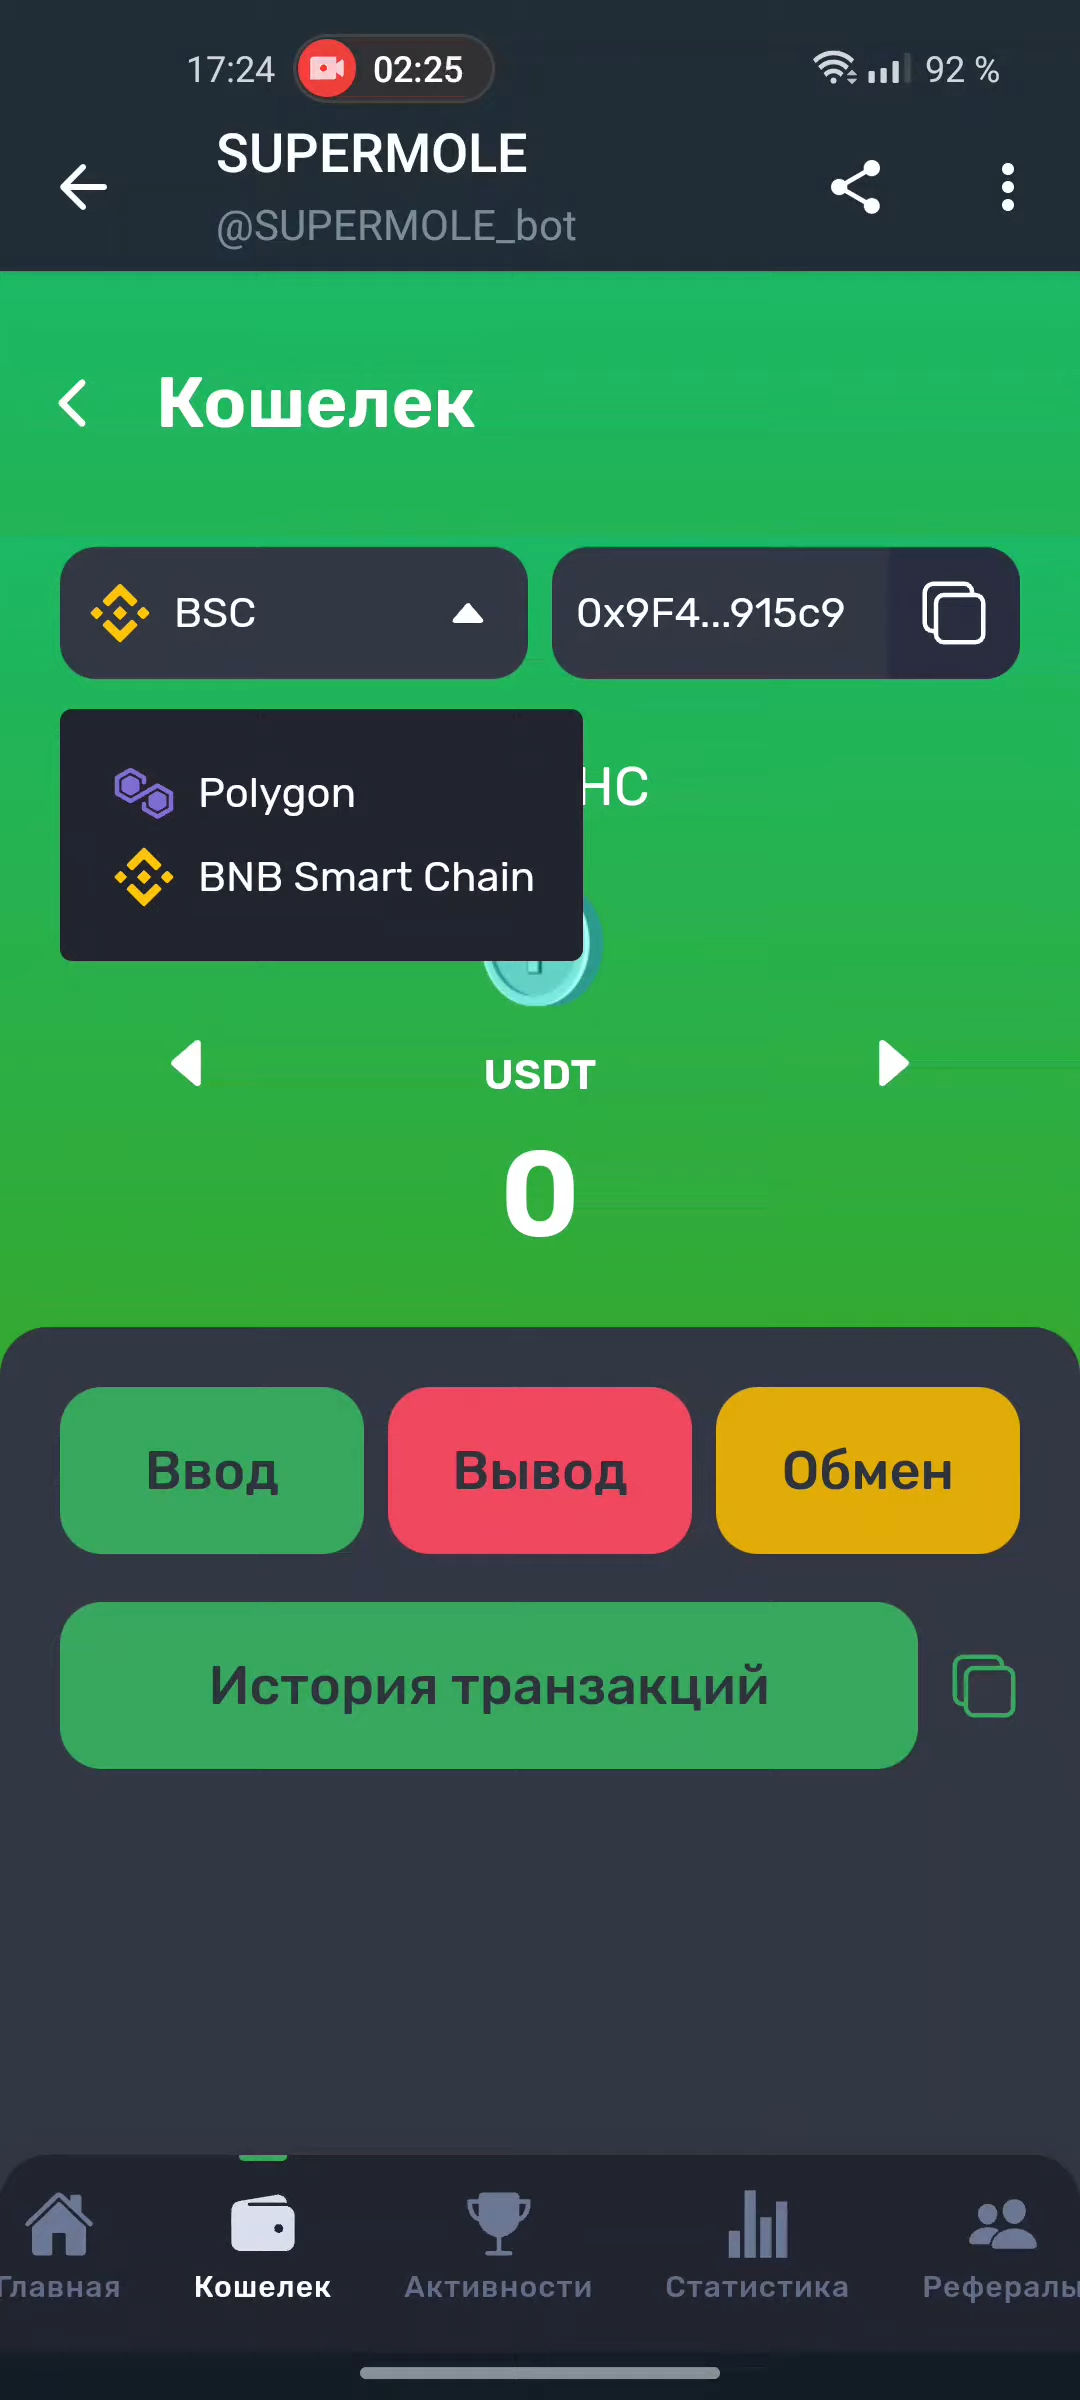 17:24
02:25
92 %
SUPERMOLE
@SUPERMOLE_bot
Кошелек
BSC
0x9F4...915c9
Polygon
BNB Smart Chain
USDT
0
Ввод
Вывод
Обмен
История транзакций
Главная
Кошелек
Активности
Статистика
Рефералы